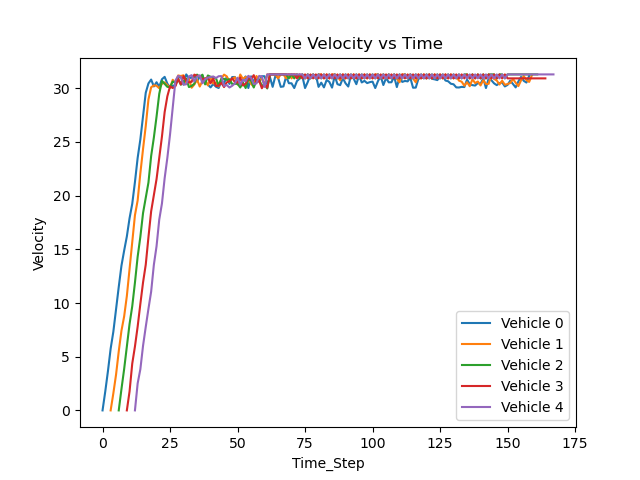 FIS Vehcile Velocity vs Time
30
25
20
15
10
5
0
Velocity
Vehicle 0
Vehicle 1
Vehicle 2
Vehicle 3
Vehicle 4
0 25 50 75 100 125 150 175
Time_Step